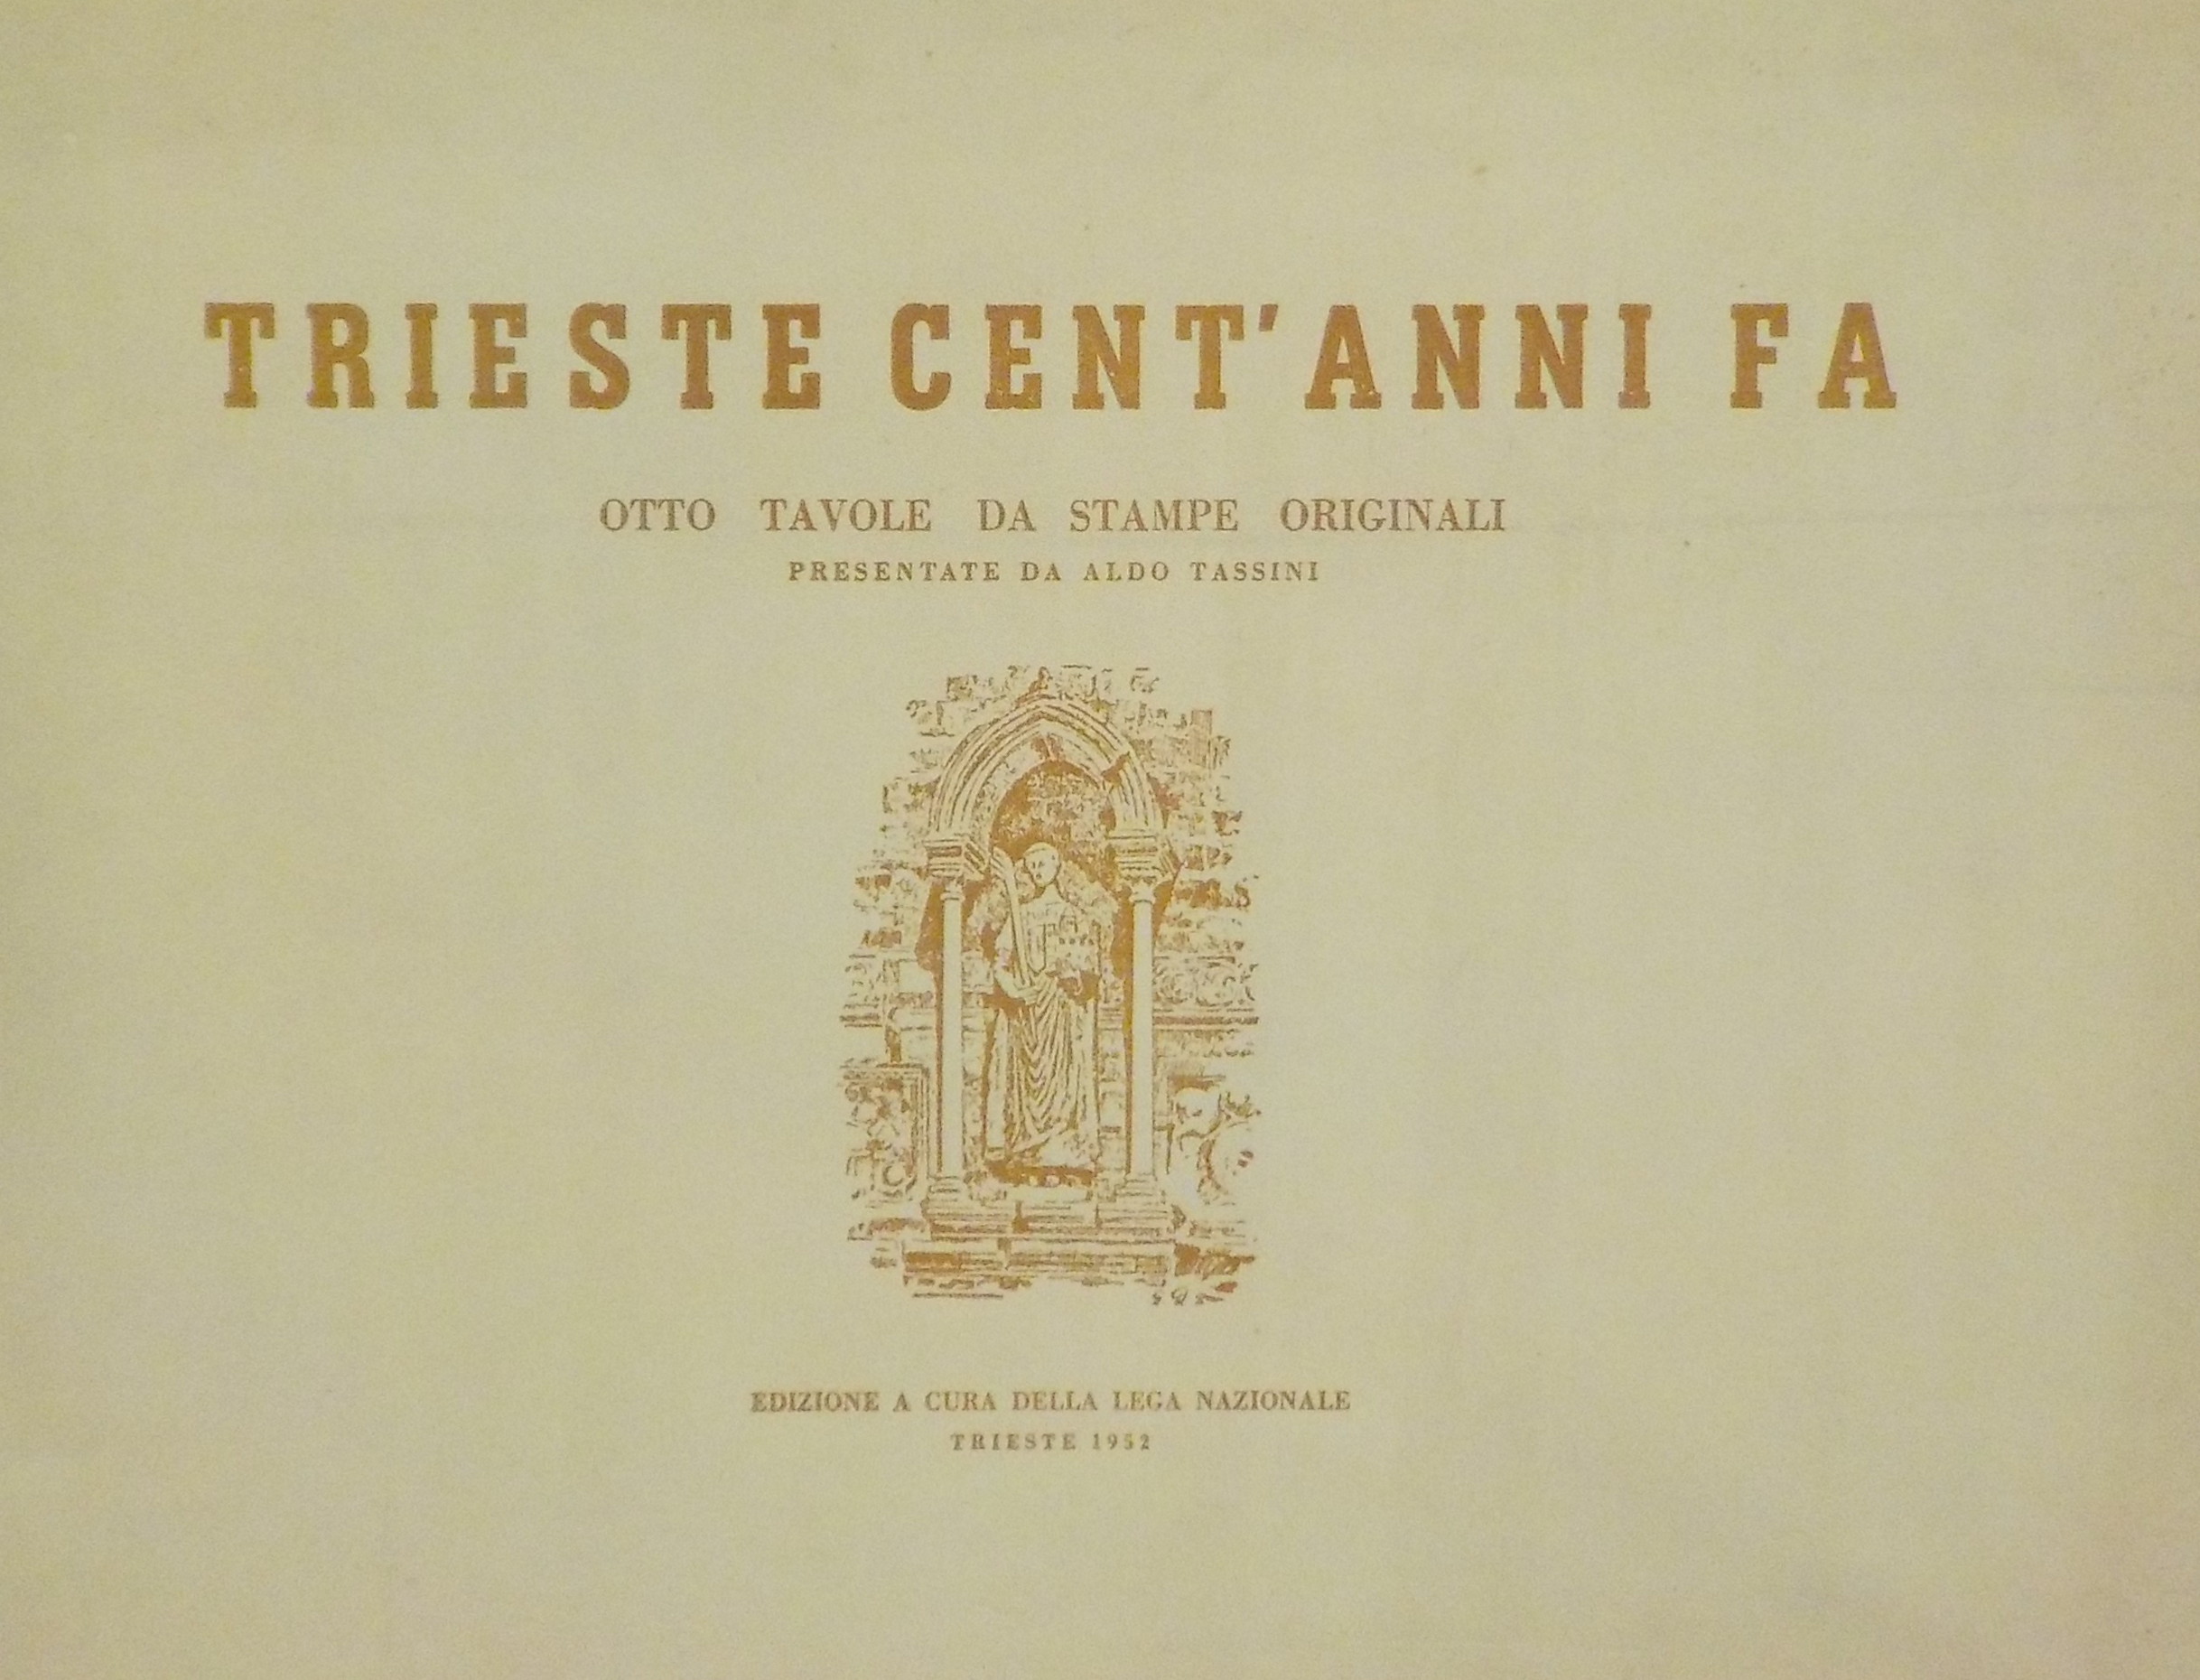 TRIESTE CENT'ANNI FA
OTTO TAVOLE DA STAMPE ORIGINALI
PRESENTATE DA ALDO TASSINI
EDIZIONE A CURA DELLA LEGA NAZIONALE
TRIESTE 1952